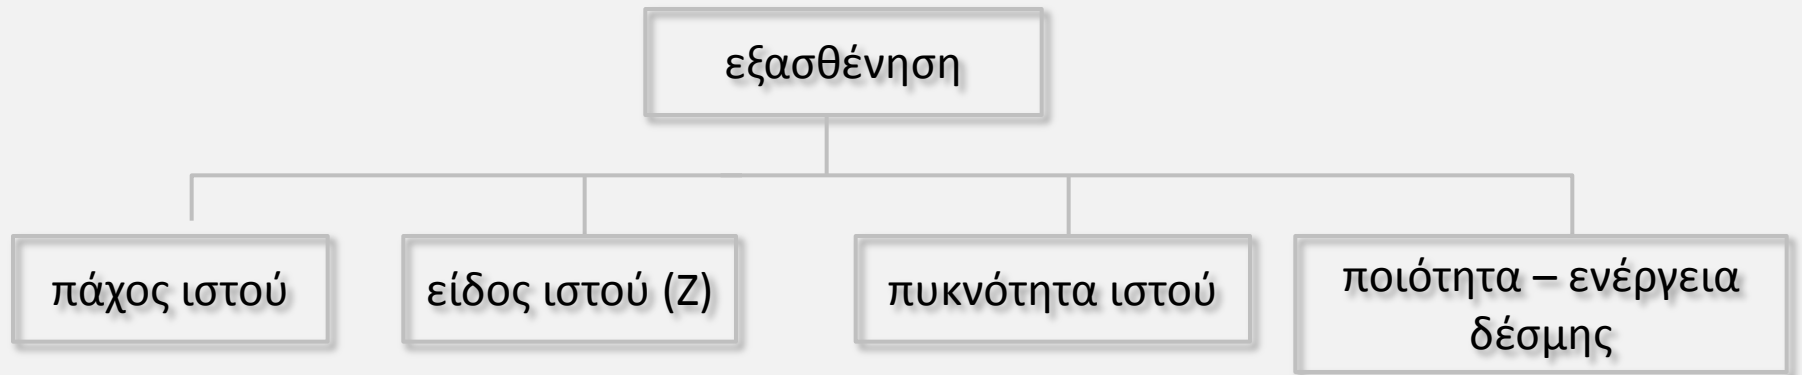 εξασθένηση
πάχος ιστού
είδος ιστού (Z)
πυκνότητα ιστού
ποιότητα – ενέργεια
δέσμης